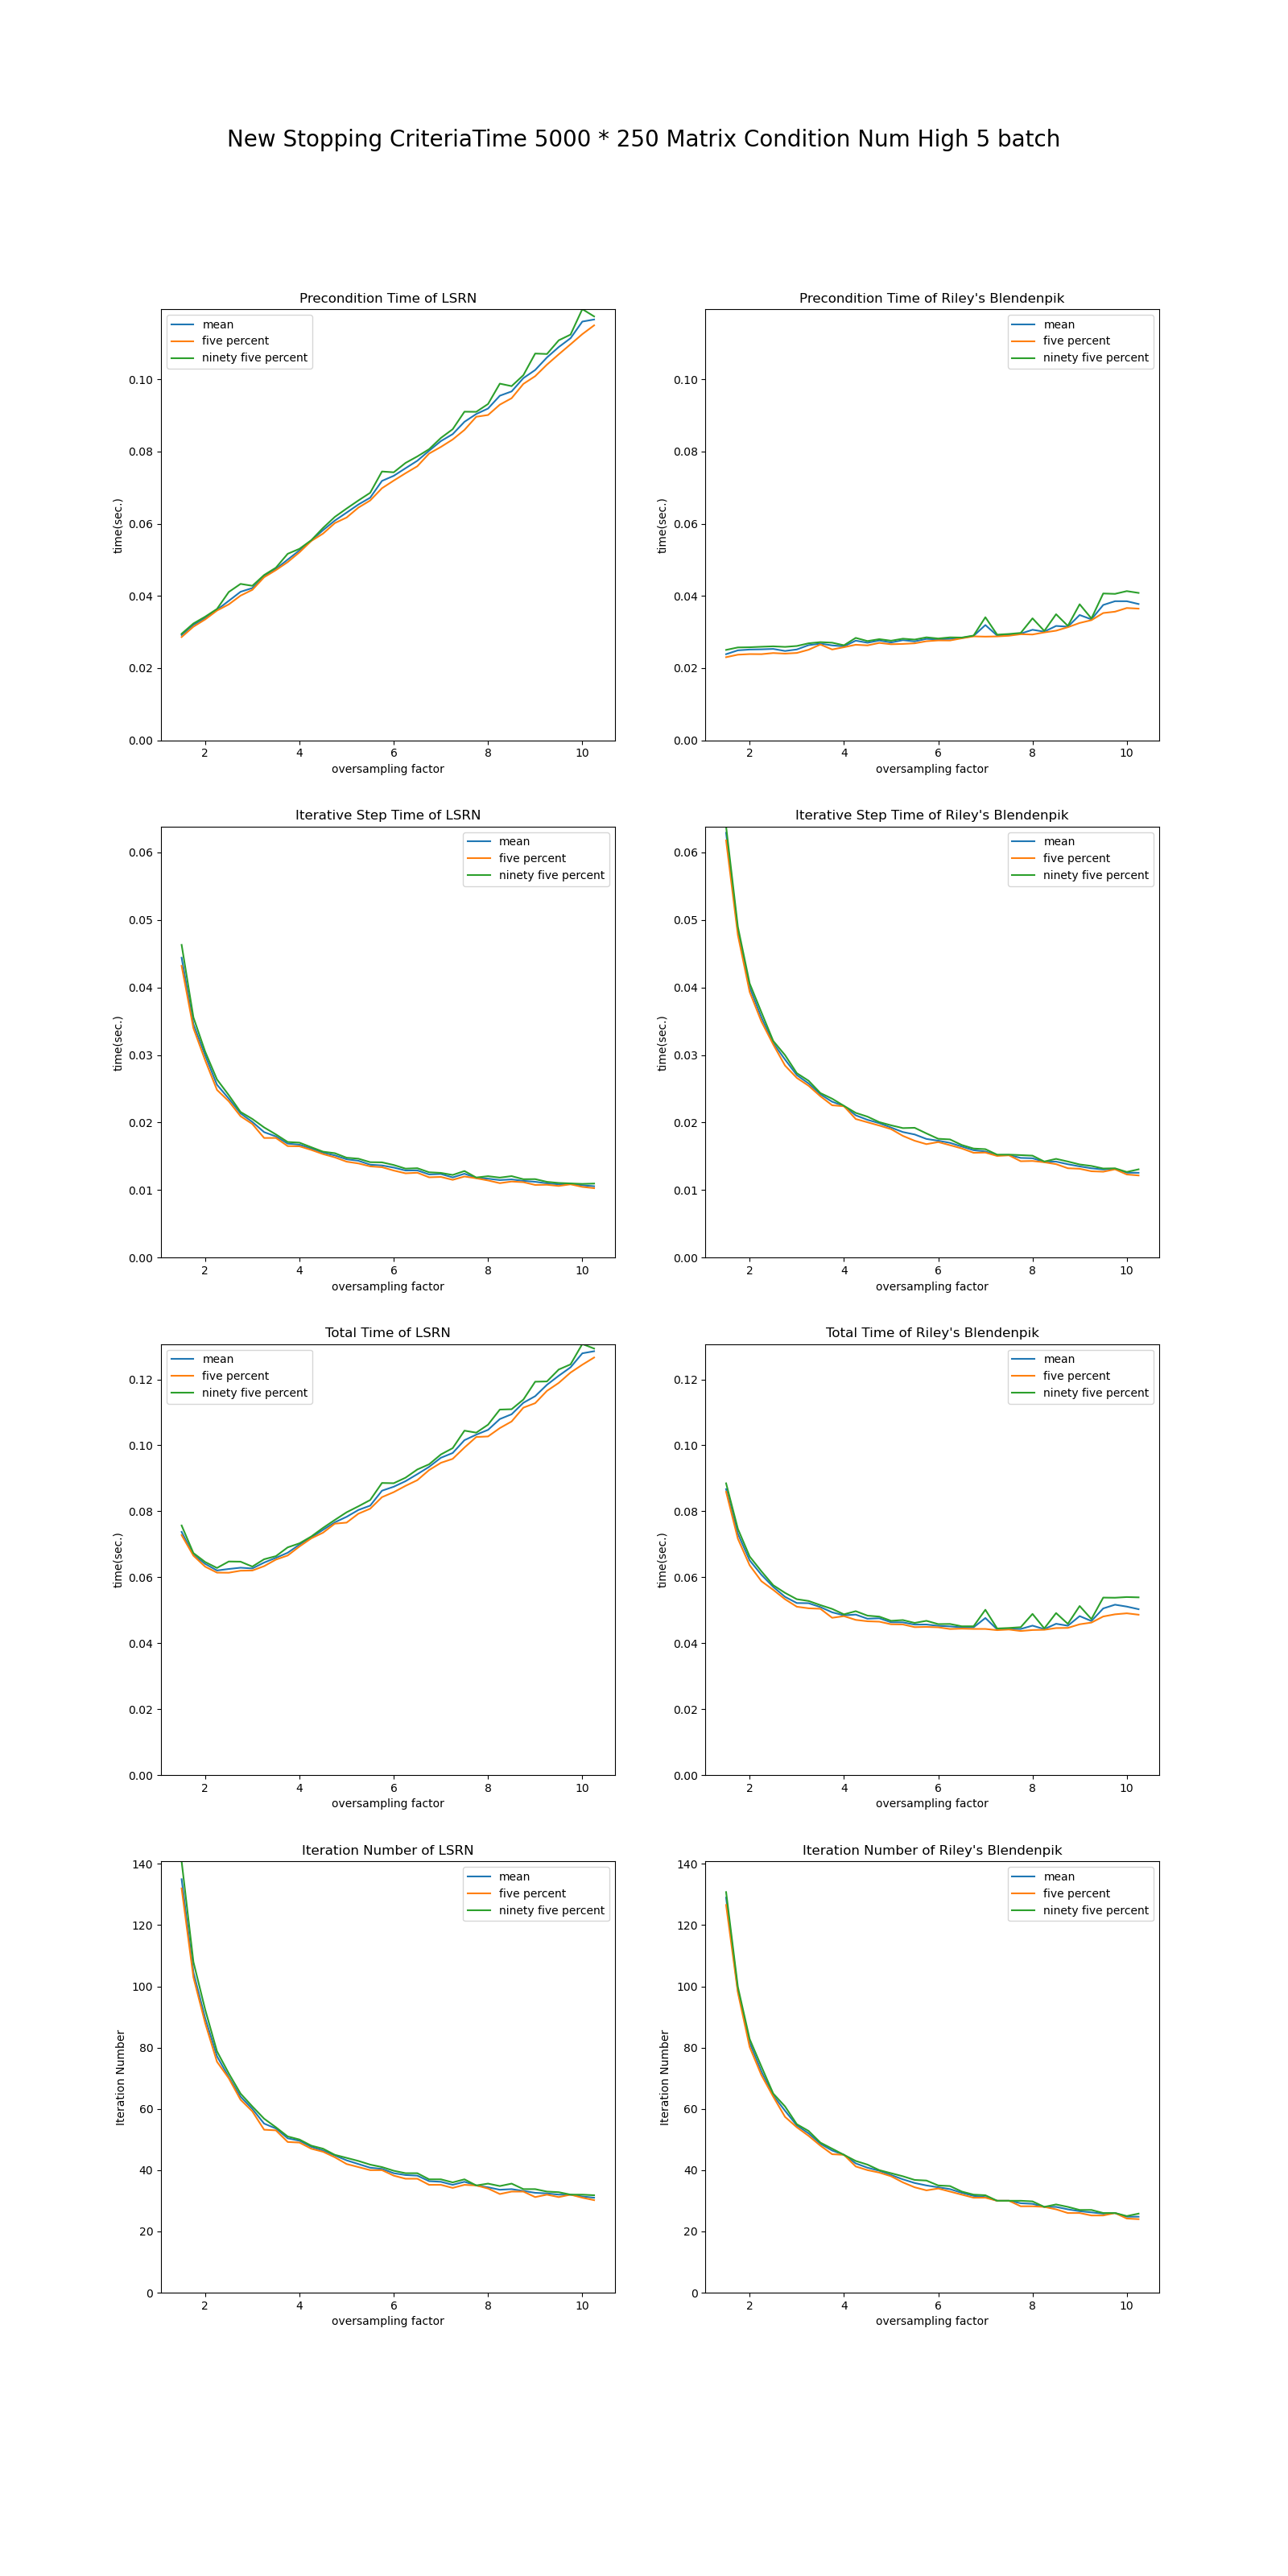 New Stopping CriteriaTime 5000 * 250 Matrix Condition Num High 5 batch
Precondition Time of LSRN
mean
five percent
ninety five percent
0.10
0.08
0.06
0.04
0.02
0.00
time(sec.)
2 4 6 8 10
oversampling factor
Precondition Time of Riley's Blendenpik
mean
five percent
ninety five percent
0.10
0.08
0.06
0.04
0.02
0.00
time(sec.)
2 4 6 8 10
oversampling factor
Iterative Step Time of LSRN
mean
five percent
ninety five percent
0.06
0.05
0.04
0.03
0.02
0.01
0.00
time(sec.)
2 4 6 8 10
oversampling factor
Iterative Step Time of Riley's Blendenpik
mean
five percent
ninety five percent
0.06
0.05
0.04
0.03
0.02
0.01
0.00
time(sec.)
2 4 6 8 10
oversampling factor
Total Time of LSRN
mean
five percent
ninety five percent
0.12
0.10
0.08
0.06
0.04
0.02
0.00
time(sec.)
2 4 6 8 10
oversampling factor
Total Time of Riley's Blendenpik
mean
five percent
ninety five percent
0.12
0.10
0.08
0.06
0.04
0.02
0.00
time(sec.)
2 4 6 8 10
oversampling factor
Iteration Number of LSRN
mean
five percent
ninety five percent
140
120
100
80
60
40
20
0
Iteration Number
2 4 6 8 10
oversampling factor
Iteration Number of Riley's Blendenpik
mean
five percent
ninety five percent
140
120
100
80
60
40
20
0
Iteration Number
2 4 6 8 10
oversampling factor